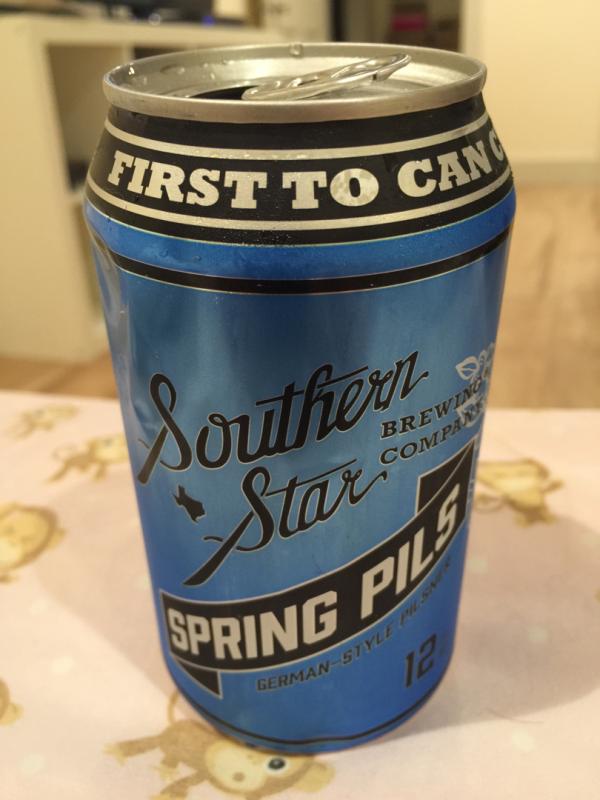 FIRST TO CAN
Southern
Star
BREWING
COMPANY
SPRING PILS
GERMAN-STYLE PILSNER
12